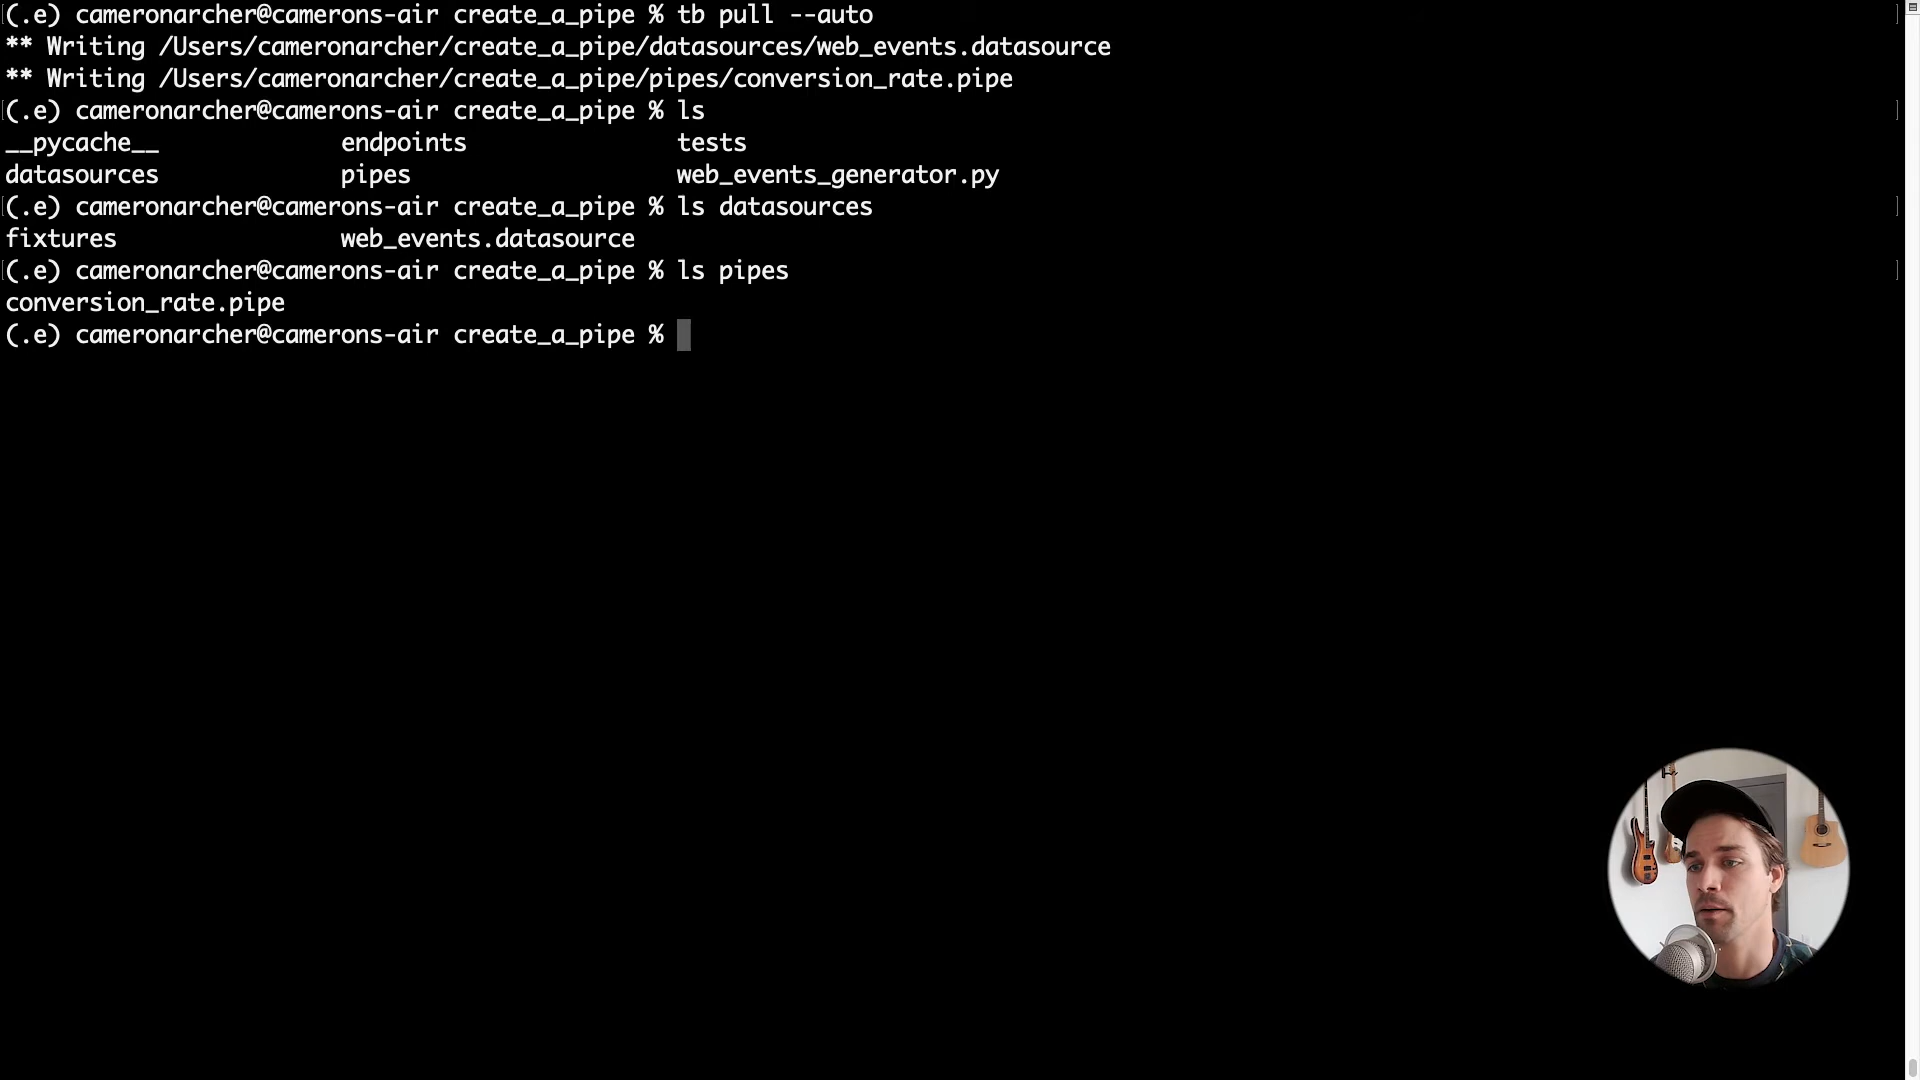 (.e) cameronarcher@camerons-air create_a_pipe % tb pull --auto
** Writing /Users/cameronarcher/create_a_pipe/datasources/web_events.datasource
** Writing /Users/cameronarcher/create_a_pipe/pipes/conversion_rate.pipe
(.e) cameronarcher@camerons-air create_a_pipe % ls
__pycache__ endpoints tests
datasources pipes web_events_generator.py
(.e) cameronarcher@camerons-air create_a_pipe % ls datasources
fixtures web_events.datasource
(.e) cameronarcher@camerons-air create_a_pipe % ls pipes
conversion_rate.pipe
(.e) cameronarcher@camerons-air create_a_pipe %